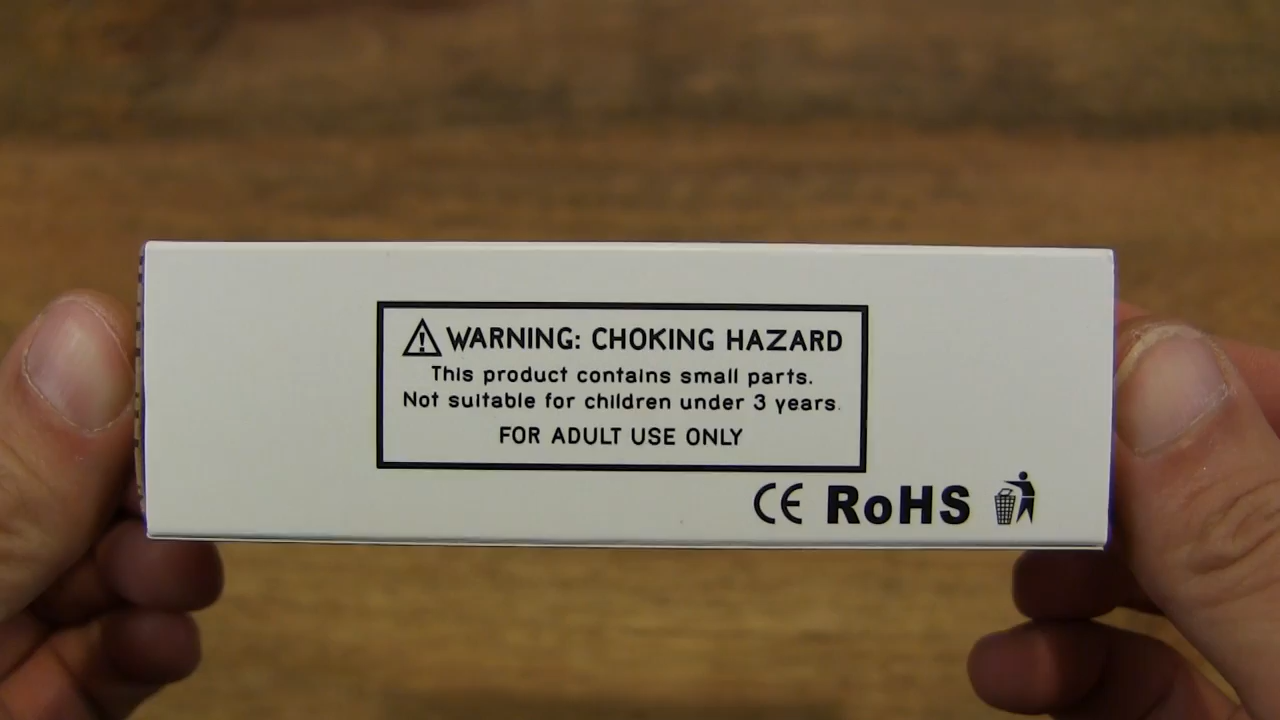 WARNING: CHOKING HAZARD
This product contains small parts.
Not suitable for children under 3 years.
FOR ADULT USE ONLY
CE RoHS